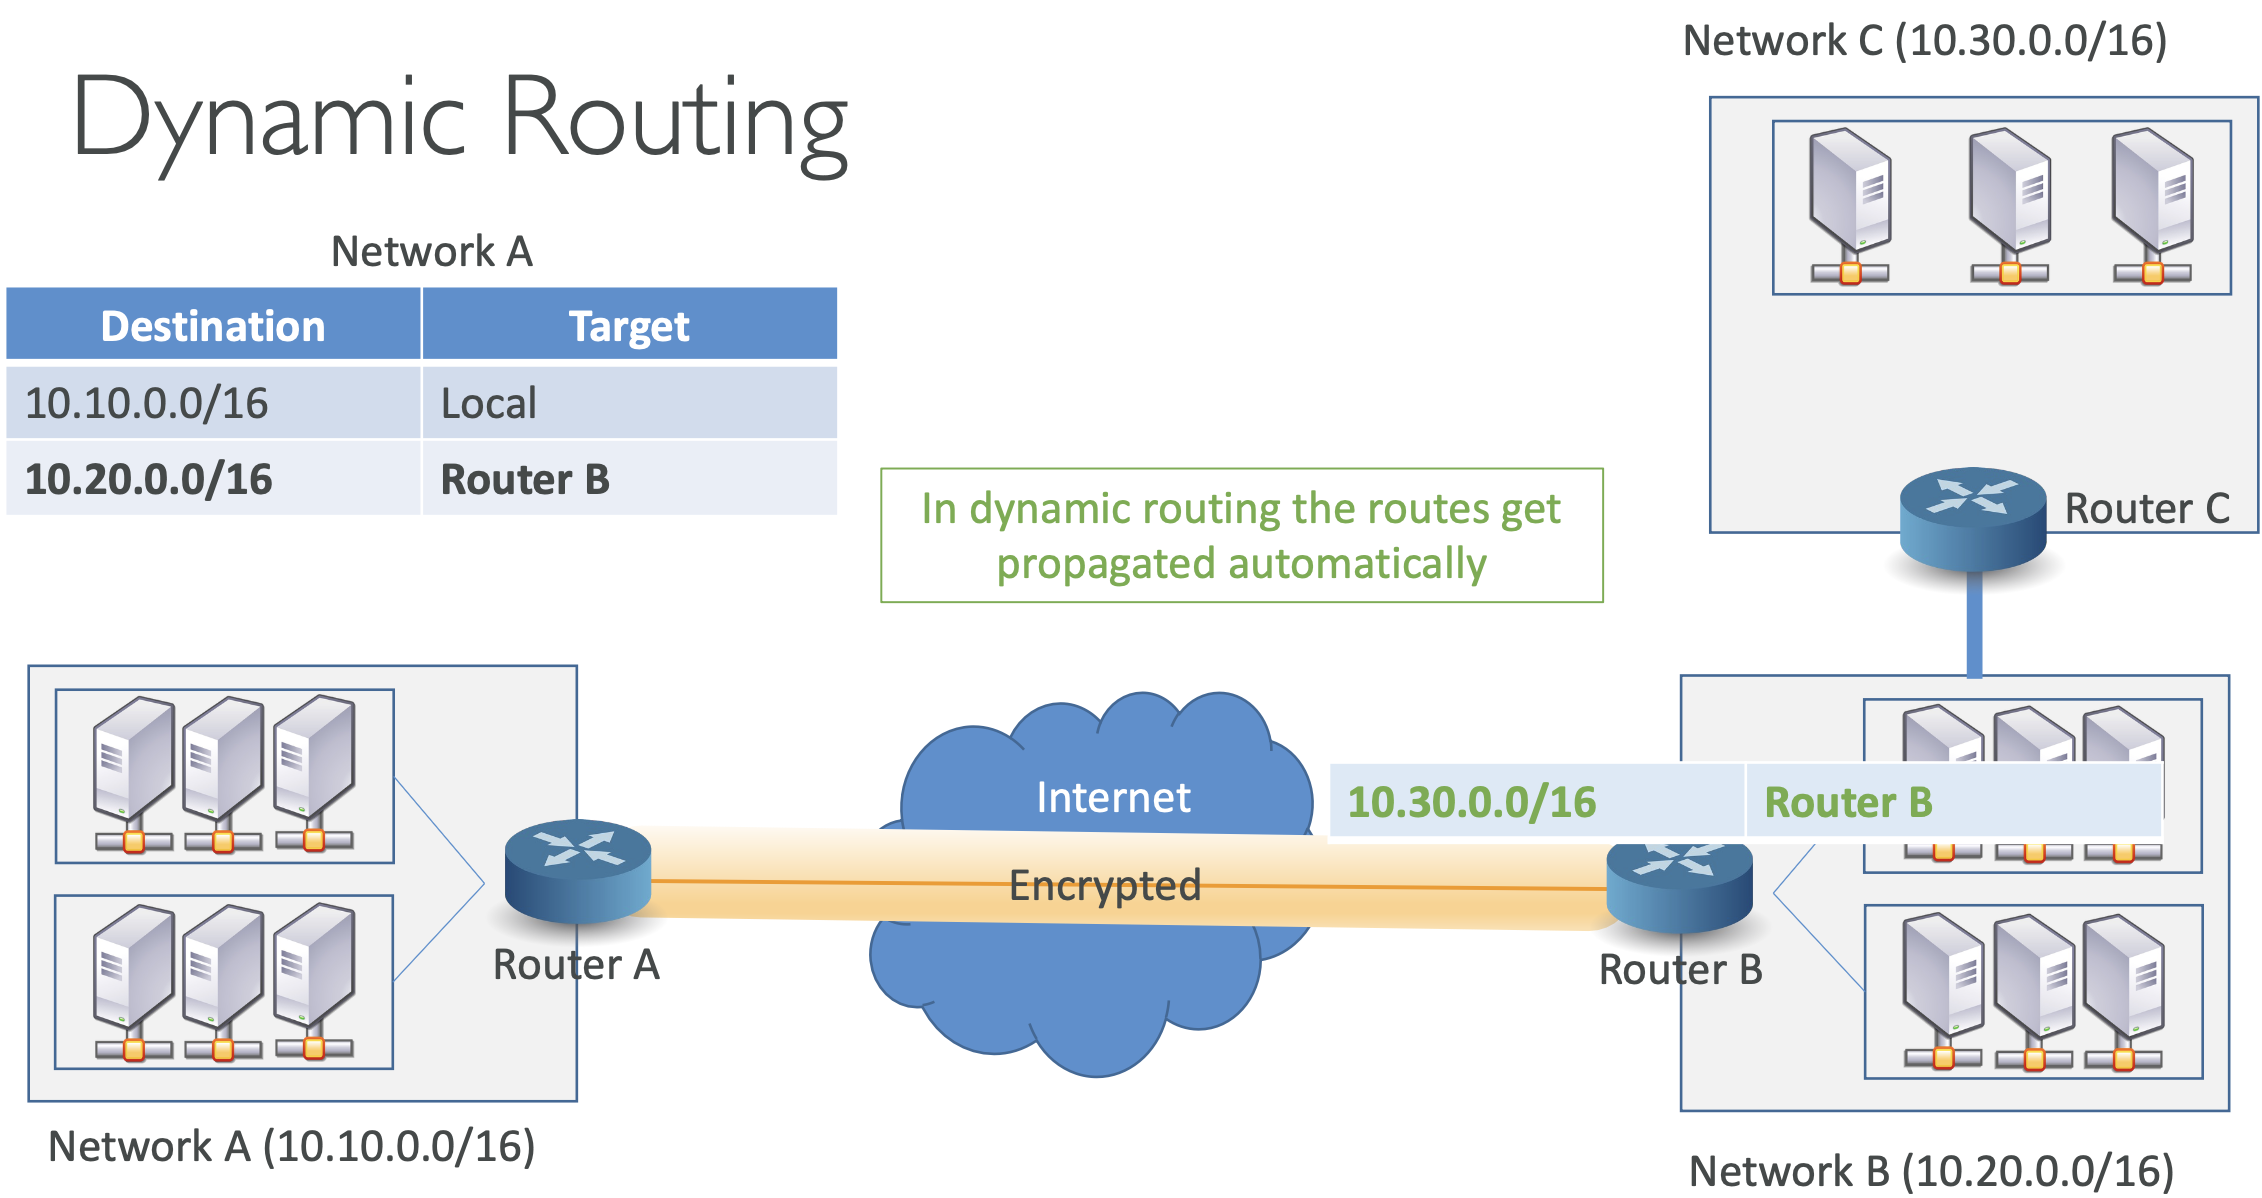 Network C (10.30.0.0/16)
Dynamic Routing
Network A
Destination Target
10.10.0.0/16 Local
10.20.0.0/16 Router B
In dynamic routing the routes get
propagated automatically
Router C
Internet
10.30.0.0/16 Router B
Encrypted
Router A
Router B
Network A (10.10.0.0/16)
Network B (10.20.0.0/16)